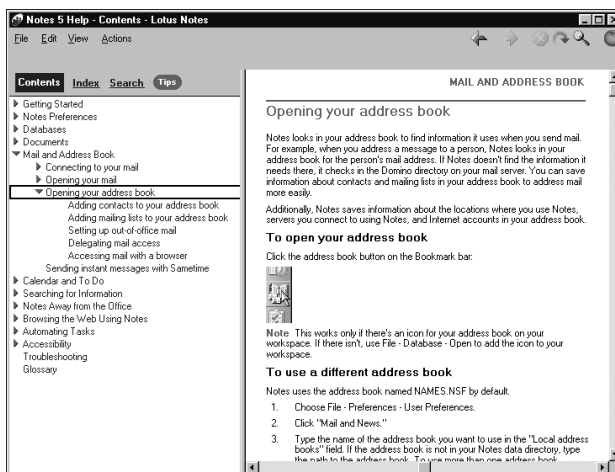 Notes 5 Help - Contents - Lotus Notes
File Edit View Actions
Contents Index Search Tips
Getting Started
Notes Preferences
Databases
Documents
Mail and Address Book
Connecting to your mail
Opening your mail
Opening your address book
Adding contacts to your address book
Adding mailing lists to your address book
Setting up out-of-office mail
Delegating mail access
Accessing mail with a browser
Sending instant messages with Sametime
Calendar and To Do
Searching for Information
Notes Away from the Office
Browsing the Web Using Notes
Automating Tasks
Accessibility
Troubleshooting
Glossary
MAIL AND ADDRESS BOOK
Opening your address book
Notes looks in your address book to find information it uses when you send mail.
For example, when you address a message to a person, Notes looks in your
address book for the person's mail address. If Notes doesn't find the information it
needs there, it checks in the Domino directory on your mail server. You can save
information about contacts and mailing lists in your address book to address mail
more easily.
Additionally, Notes saves information about the locations where you use Notes,
servers you connect to using Notes, and Internet accounts in your address book.
To open your address book
Click the address book button on the Bookmark bar:
Note This works only if there's an icon for your address book on your
workspace. If there isn't, use File - Database - Open to add the icon to your
workspace.
To use a different address book
Notes uses the address book named NAMES.NSF by default.
1. Choose File - Preferences - User Preferences.
2. Click "Mail and News."
3. Type the name of the address book you want to use in the "Local address
books" field. If the address book is not in your Notes data directory, type
the path to the address book. To use more than one address book